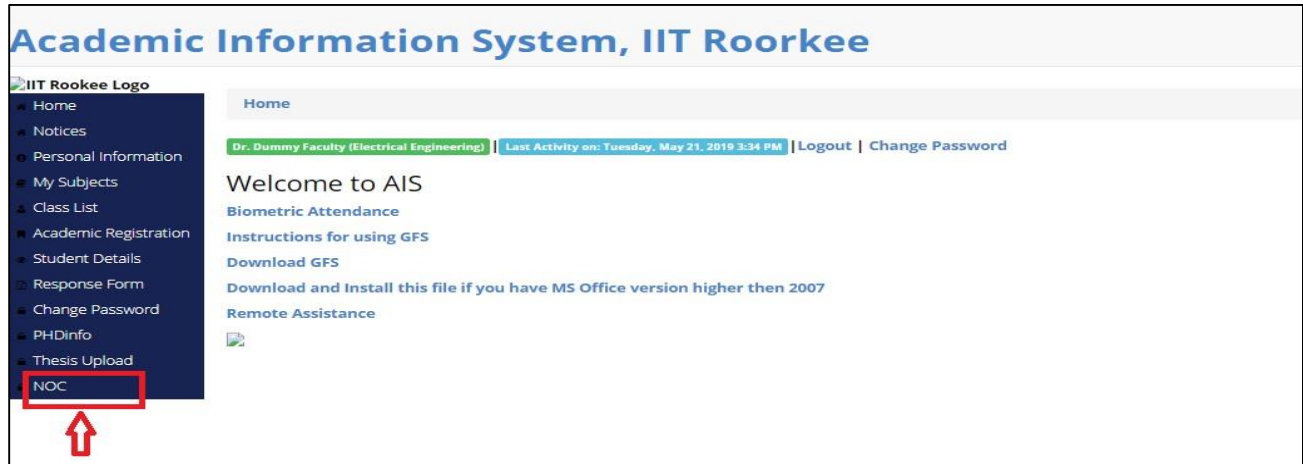 Academic Information System, IIT Roorkee
IIT Rookee Logo
Home
Notices
Personal Information
My Subjects
Class List
Academic Registration
Student Details
Response Form
Change Password
PHDinfo
Thesis Upload
NOC
Home
Dr. Dummy Faculty (Electrical Engineering) | Last Activity on: Tuesday, May 21, 2019 3:34 PM |Logout | Change Password
Welcome to AIS
Biometric Attendance
Instructions for using GFS
Download GFS
Download and Install this file if you have MS Office version higher then 2007
Remote Assistance